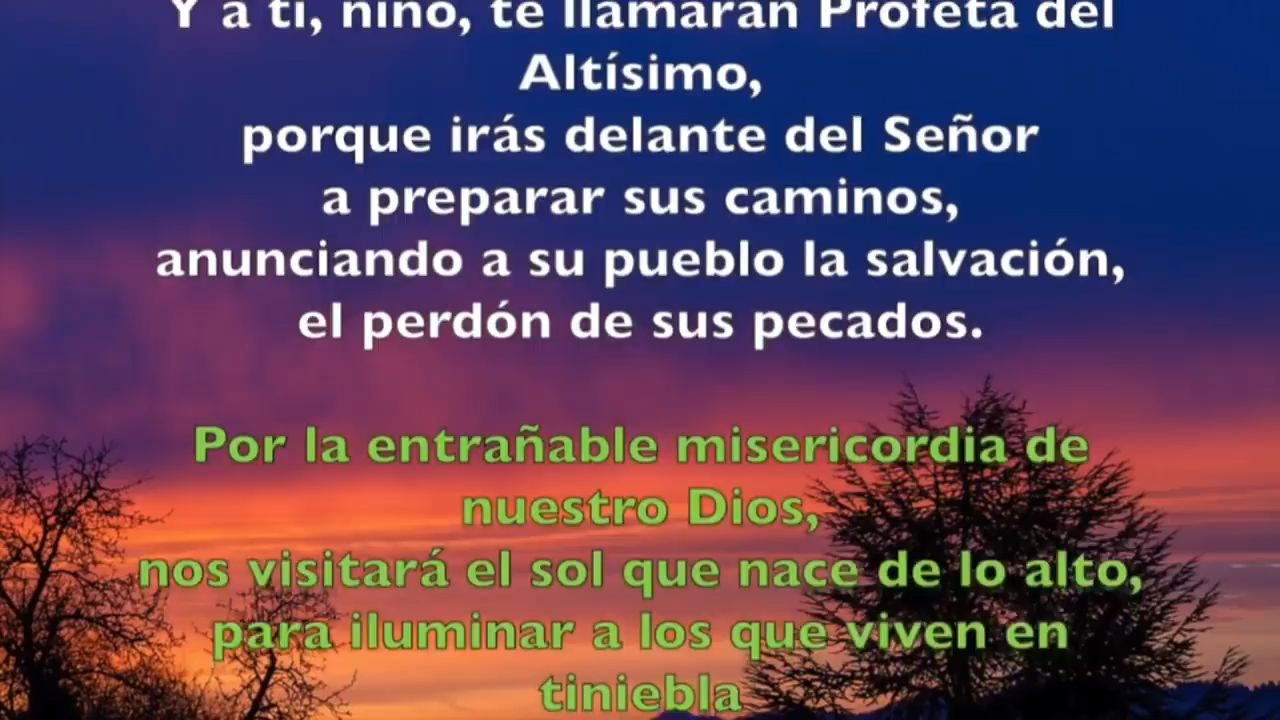 Y a ti, niño, te llamarán Profeta del
Altísimo,
porque irás delante del Señor
a preparar sus caminos,
anunciando a su pueblo la salvación,
el perdón de sus pecados.
Por la entrañable misericordia de
nuestro Dios,
nos visitará el sol que nace de lo alto,
para iluminar a los que viven en
tiniebla